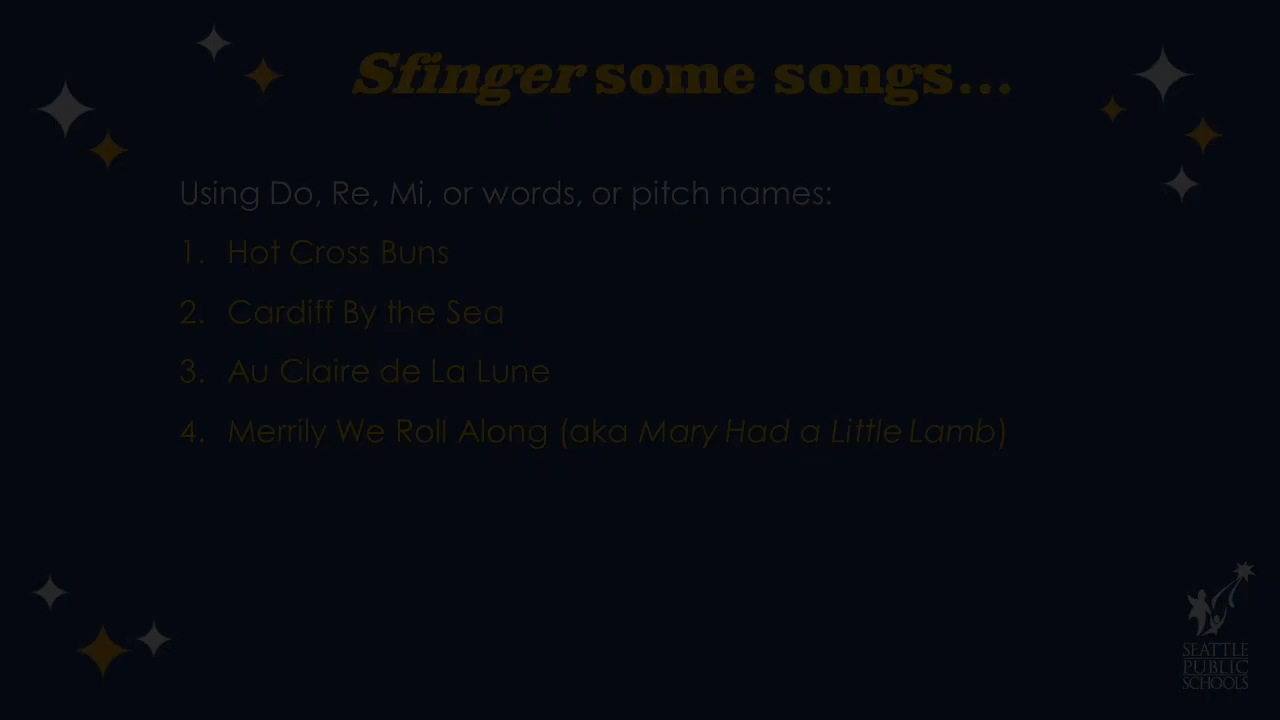 Sfinger some songs...
Using Do, Re, Mi, or words, or pitch names:
1. Hot Cross Buns
2. Cardiff By the Sea
3. Au Claire de La Lune
4. Merrily We Roll Along (aka Mary Had a Little Lamb)
SEATTLE
PUBLIC
SCHOOLS